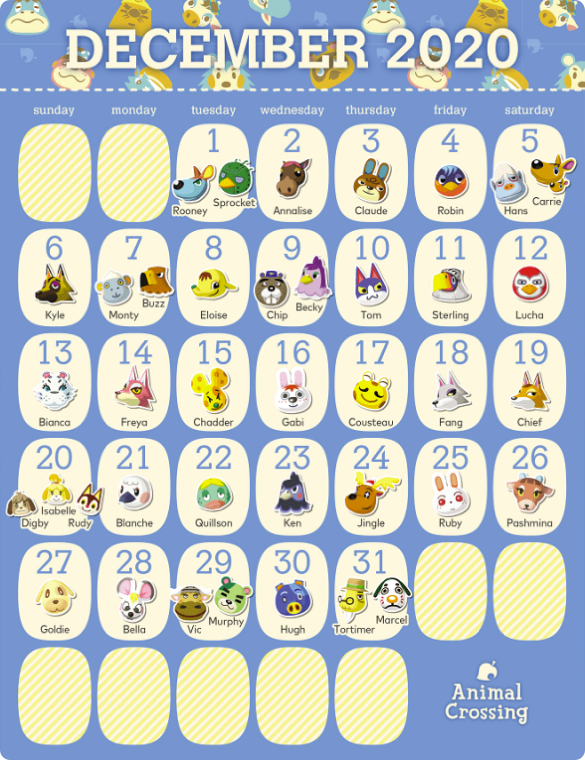 DECEMBER 2020
sunday monday tuesday wednesday thursday friday saturday
1 2 3 4 5
Rooney Sprocket Annalise Claude Robin Hans Carrie
6 7 8 9 10 11 12
Kyle Monty Buzz Eloise Chip Becky Tom Sterling Lucha
13 14 15 16 17 18 19
Bianca Freya Chadder Gabi Cousteau Fang Chief
20 21 22 23 24 25 26
Digby Isabelle Rudy Blanche Quillson Ken Jingle Ruby Pashmina
27 28 29 30 31
Goldie Bella Vic Murphy Hugh Tortimer Marcel
Animal
Crossing